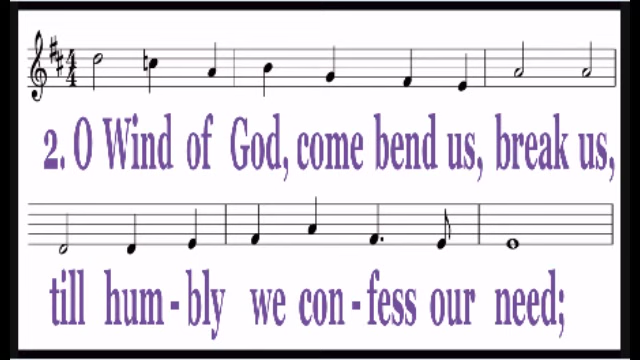 2. O Wind of God, come bend us, break us,
till hum - bly we con - fess our need;